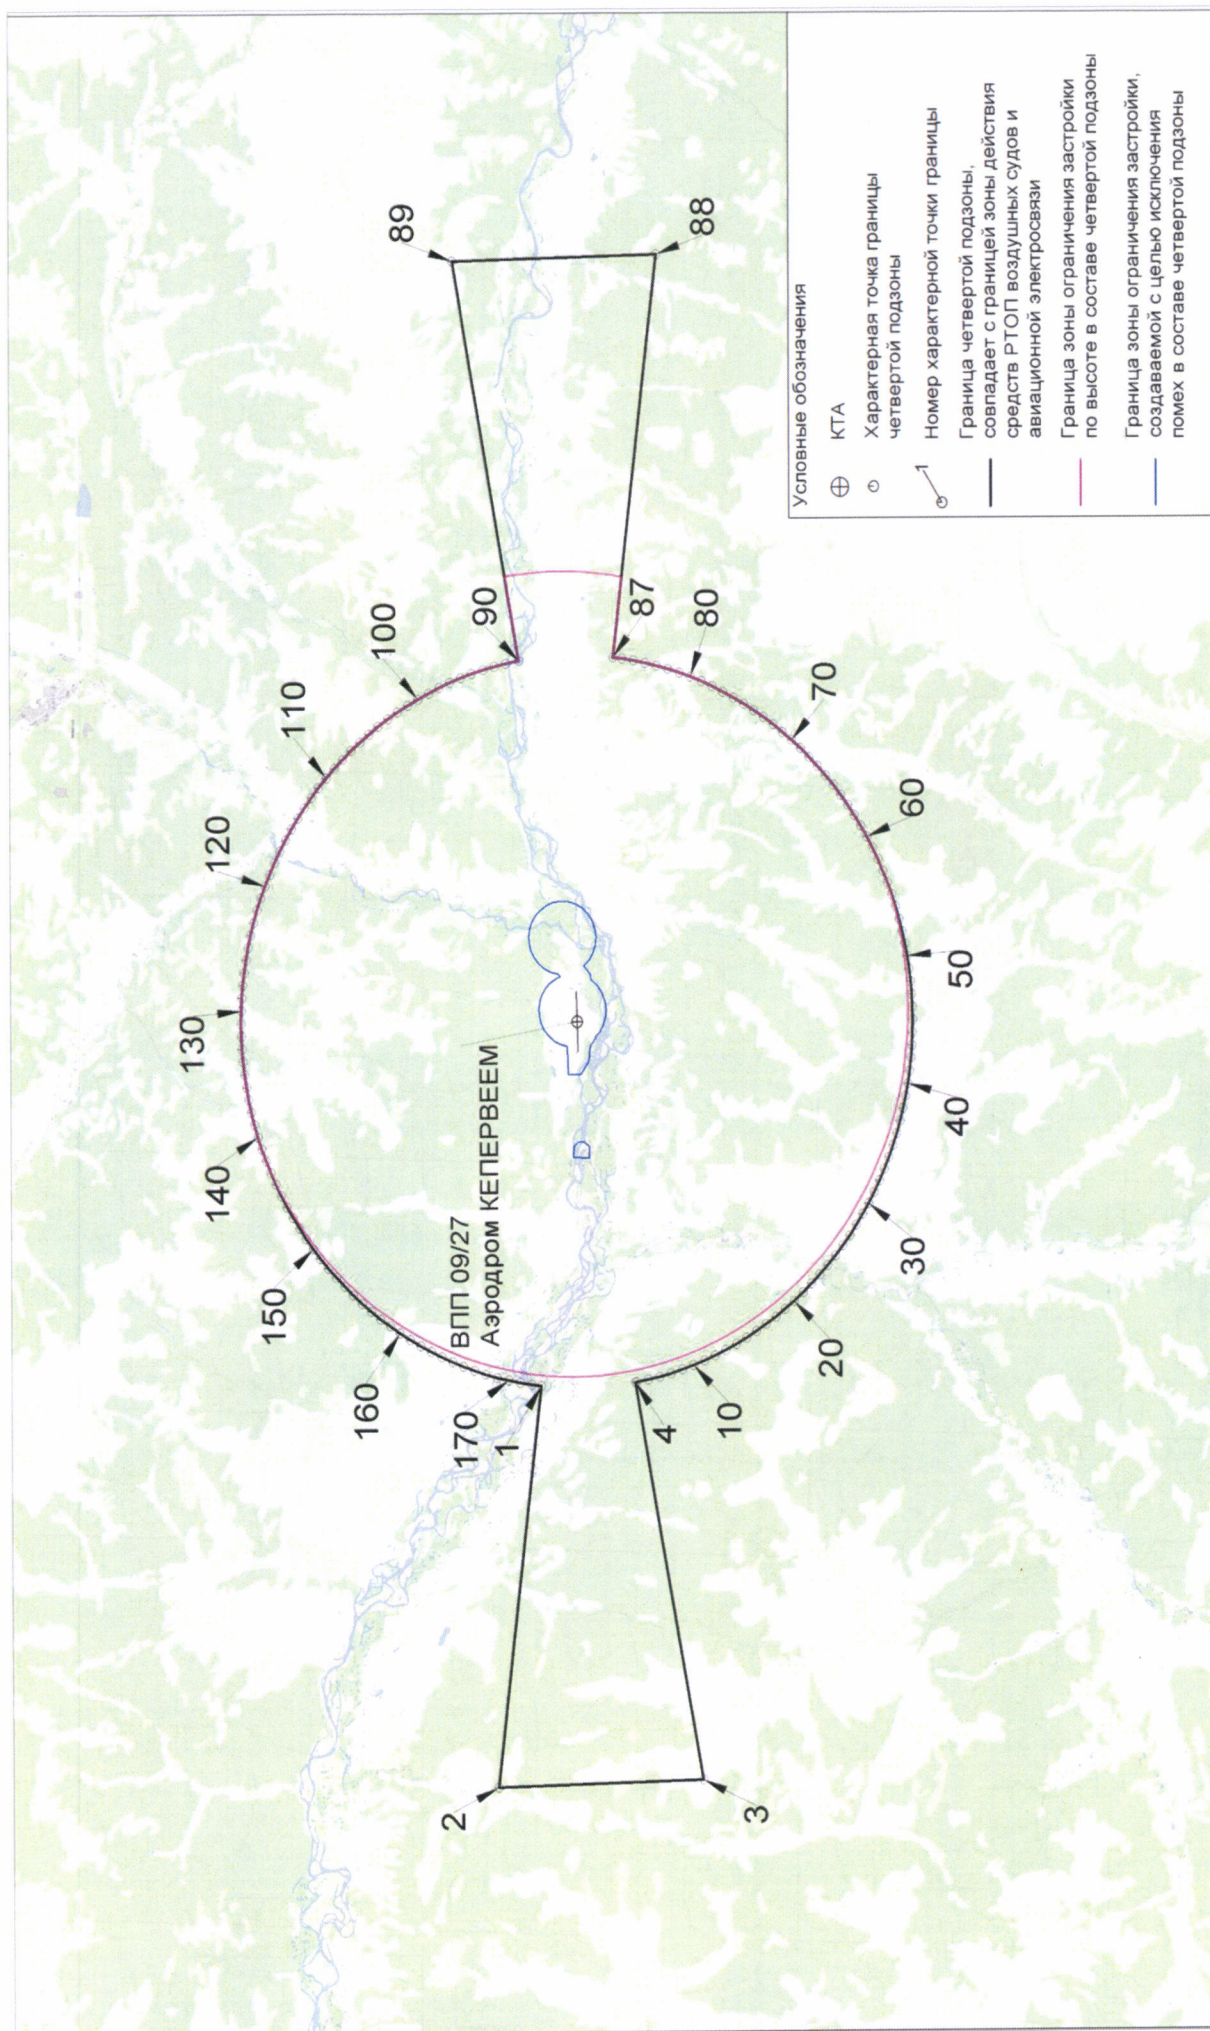 89
88
90
87
100
80
110
70
120
60
130
50
140
40
150
30
160
20
170
10
1
4
2
3
ВПП 09/27
Аэродром КЕПЕРВЕЕМ
Условные обозначения
КТА
Характерная точка границы
четвертой подзоны
1
Номер характерной точки границы
Граница четвертой подзоны,
совпадает с границей зоны действия
средств РТОП воздушных судов и
авиационной электросвязи
Граница зоны ограничения застройки
по высоте в составе четвертой подзоны
Граница зоны ограничения застройки,
создаваемой с целью исключения
помех в составе четвертой подзоны